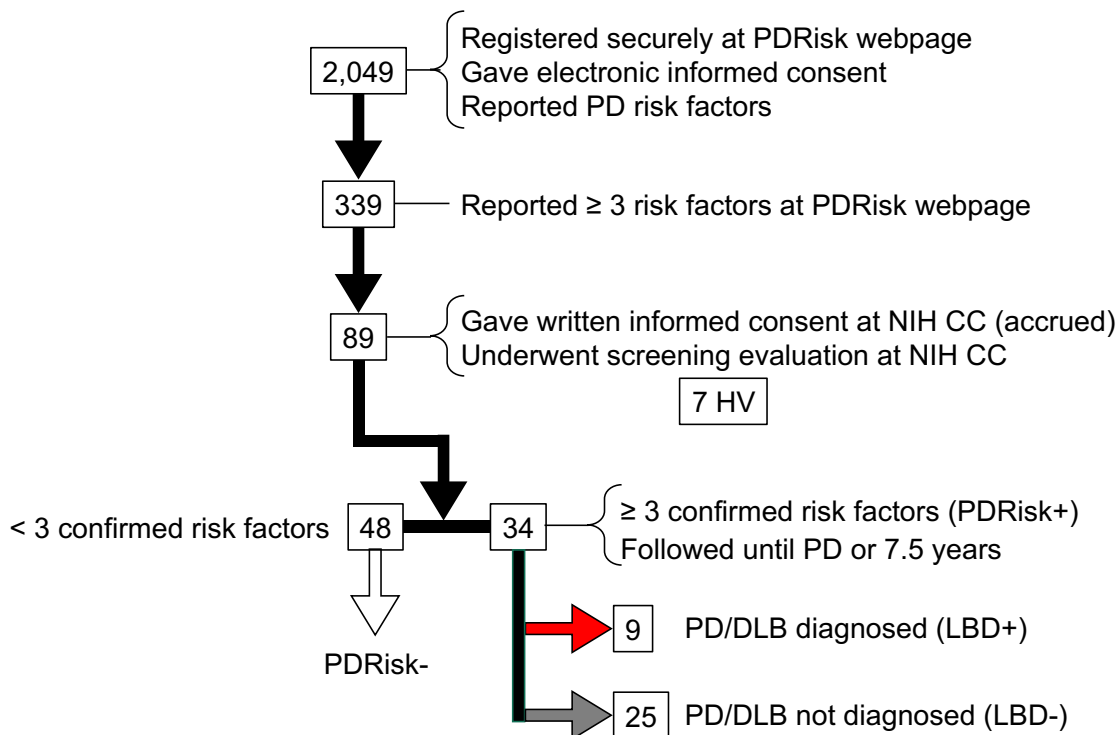 2,049
Registered securely at PDRisk webpage
Gave electronic informed consent
Reported PD risk factors
339
Reported ≥ 3 risk factors at PDRisk webpage
89
Gave written informed consent at NIH CC (accrued)
Underwent screening evaluation at NIH CC
7 HV
< 3 confirmed risk factors
48
34
≥ 3 confirmed risk factors (PDRisk+)
Followed until PD or 7.5 years
PDRisk-
9
PD/DLB diagnosed (LBD+)
25
PD/DLB not diagnosed (LBD-)